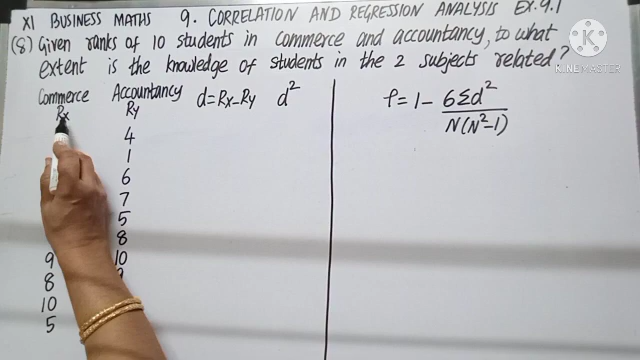 XI BUSINESS MATHS 9. CORRELATION AND REGRESSION ANALYSIS EX.9.1
(8) Given ranks of 10 students in commerce and accountancy, to what
extent is the knowledge of students in the 2 subjects related?
Commerce Accountancy d=Rx-Ry d² ρ = 1 - 6Σd² / N(N²-1)
Rx Ry
4
1
6
7
5
8
9 10
8
10
5
KINEMASTER